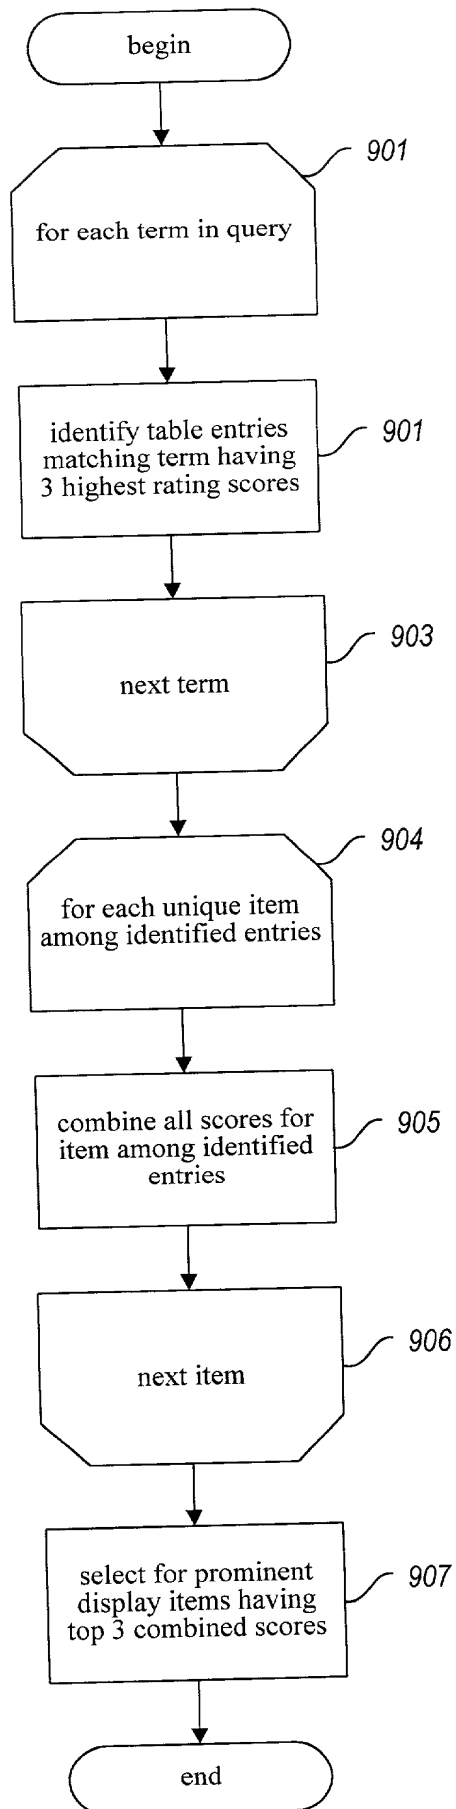 begin
901
for each term in query
identify table entries
matching term having
3 highest rating scores
901
903
next term
904
for each unique item
among identified entries
combine all scores for
item among identified
entries
905
906
next item
select for prominent
display items having
top 3 combined scores
907
end